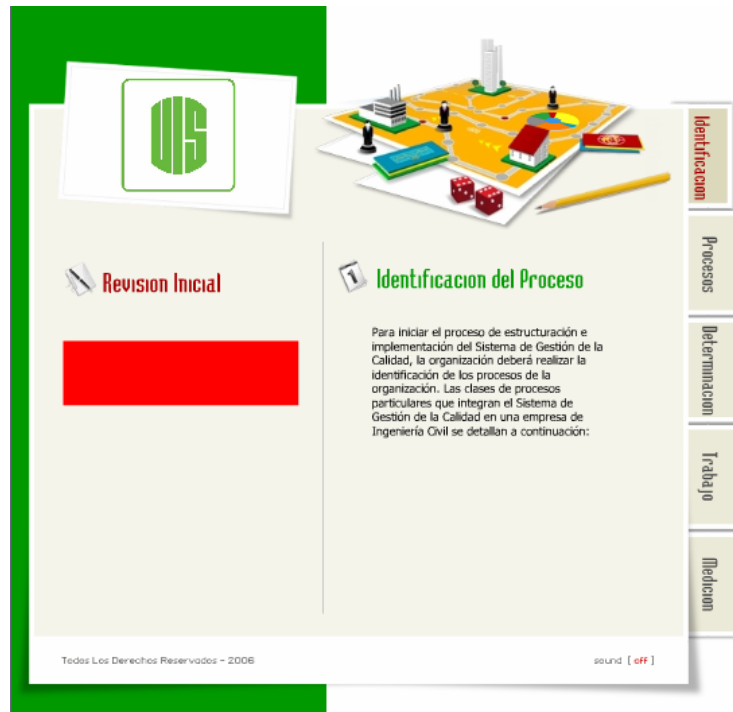 UIS
Revision Inicial
1 Identificacion del Proceso
Para iniciar el proceso de estructuración e
implementación del Sistema de Gestión de la
Calidad, la organización deberá realizar la
identificación de los procesos de la
organización. Las clases de procesos
particulares que integran el Sistema de
Gestión de la Calidad en una empresa de
Ingeniería Civil se detallan a continuación:
Identificacion
Procesos
Determinacion
Trabajo
Medicion
Todos Los Derechos Reservados - 2006
sound [ off ]